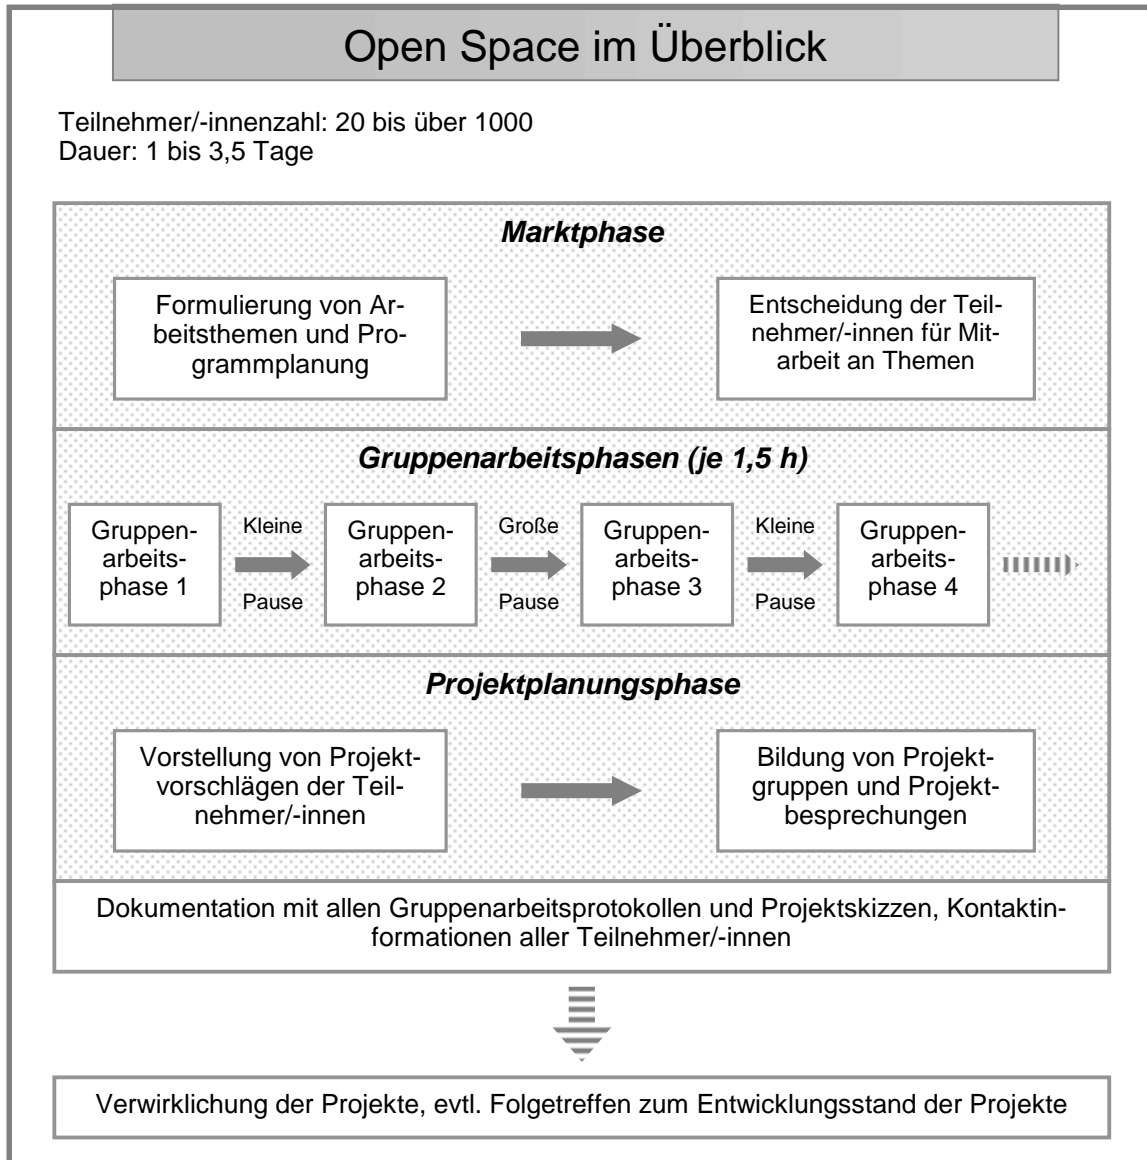 Open Space im Überblick
Teilnehmer/-innenzahl: 20 bis über 1000
Dauer: 1 bis 3,5 Tage
Marktphase
Formulierung von Ar-
beitsthemen und Pro-
grammplanung
Entscheidung der Teil-
nehmer/-innen für Mit-
arbeit an Themen
Gruppenarbeitsphasen (je 1,5 h)
Gruppen-
arbeits-
phase 1
Kleine
Pause
Gruppen-
arbeits-
phase 2
Große
Pause
Gruppen-
arbeits-
phase 3
Kleine
Pause
Gruppen-
arbeits-
phase 4
Projektplanungsphase
Vorstellung von Projekt-
vorschlägen der Teil-
nehmer/-innen
Bildung von Projekt-
gruppen und Projekt-
besprechungen
Dokumentation mit allen Gruppenarbeitsprotokollen und Projektskizzen, Kontaktin-
formationen aller Teilnehmer/-innen
Verwirklichung der Projekte, evtl. Folgetreffen zum Entwicklungsstand der Projekte